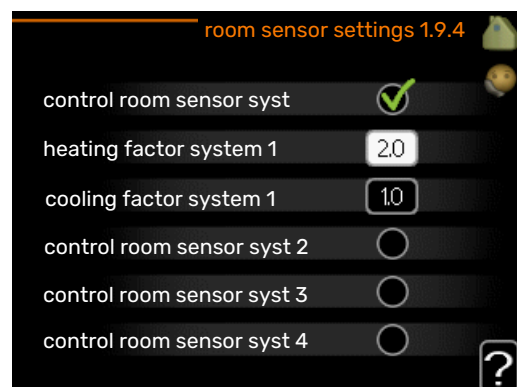 room sensor settings 1.9.4
control room sensor syst
heating factor system 1 2.0
cooling factor system 1 1.0
control room sensor syst 2
control room sensor syst 3
control room sensor syst 4
?